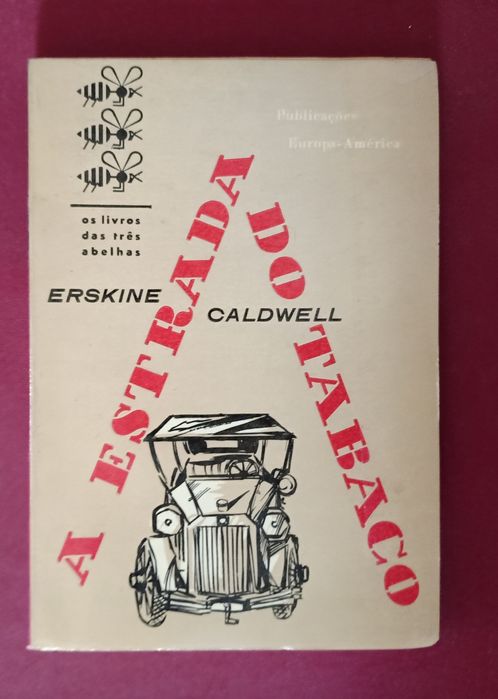 Publicações
Europa-América
os livros
das três
abelhas
A ESTRADA
DO TABACO
ERSKINE
CALDWELL